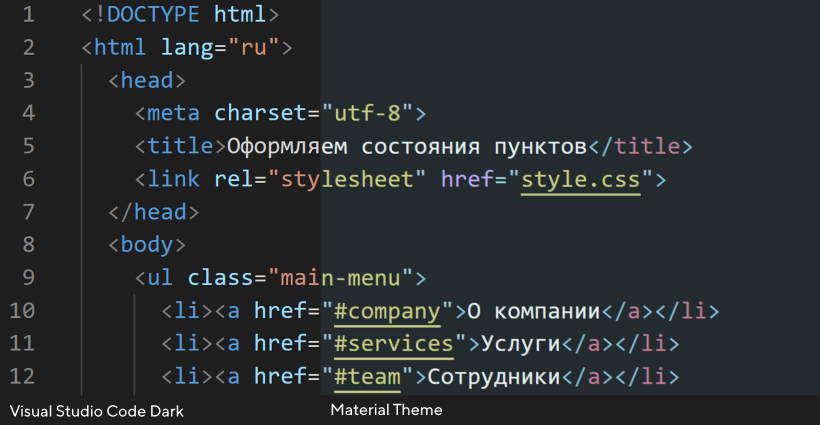 1 <!DOCTYPE html>
2 <html lang="ru">
3 <head>
4 <meta charset="utf-8">
5 <title>Оформляем состояния пунктов</title>
6 <link rel="stylesheet" href="style.css">
7 </head>
8 <body>
9 <ul class="main-menu">
10 <li><a href="#company">О компании</a></li>
11 <li><a href="#services">Услуги</a></li>
12 <li><a href="#team">Сотрудники</a></li>
Visual Studio Code Dark
Material Theme